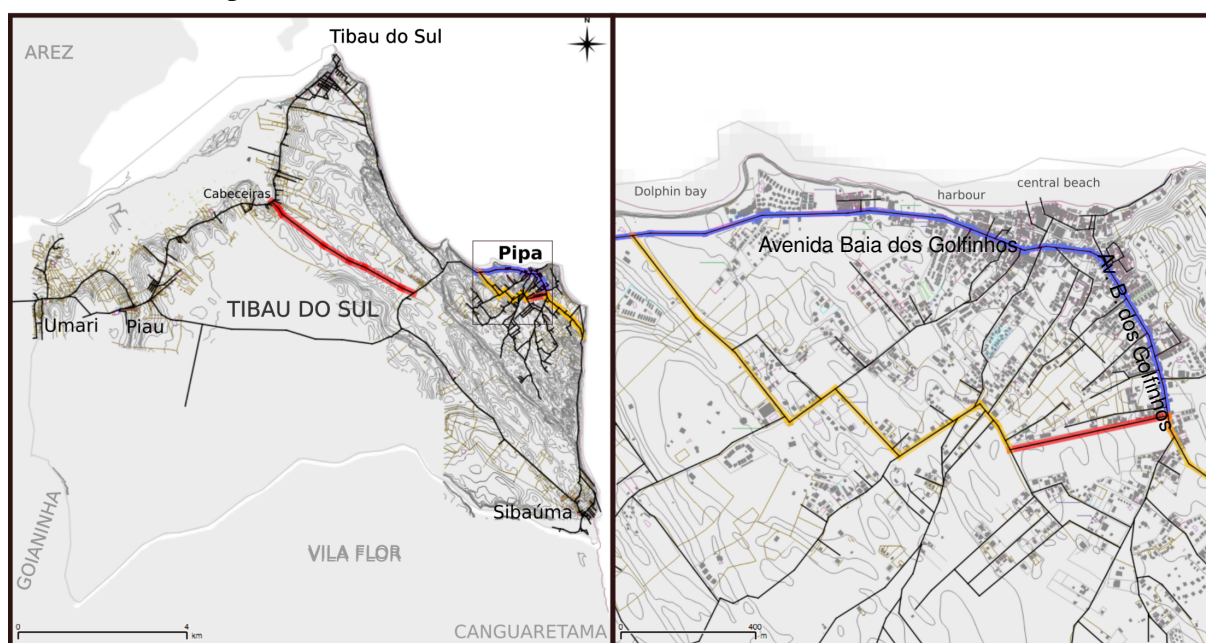 Tibau do Sul
N
AREZ
Cabeceiras
Pipa
TIBAU DO SUL
Umari
Piau
Sibaúma
VILA FLOR
GOIANINHA
CANGUARETAMA
0 4
km
Dolphin bay
harbour
central beach
Avenida Baia dos Golfinhos
Av. B. dos Golfinhos
0 400
m